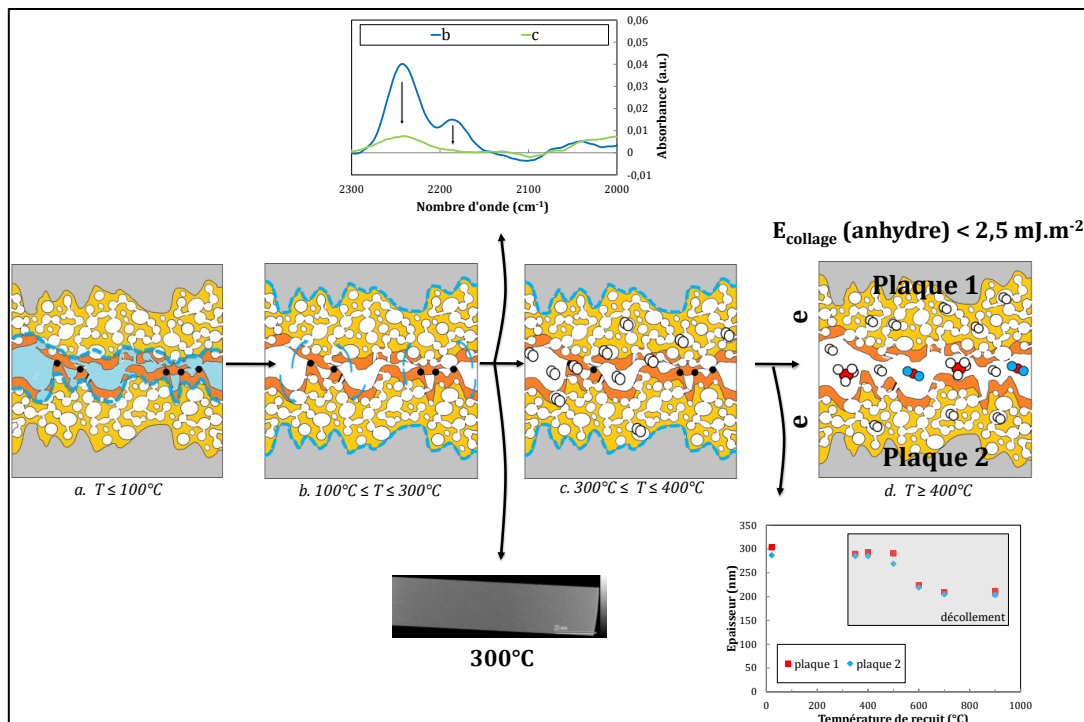 b c
0,06
0,05
0,04
0,03
0,02
0,01
0
-0,01
Absorbance (a.u.)
2300 2200 2100 2000
Nombre d'onde (cm⁻¹)
E_collage (anhydre) < 2,5 mJ.m⁻²
Plaque 1
e
e
Plaque 2
a. T ≤ 100°C
b. 100°C ≤ T ≤ 300°C
c. 300°C ≤ T ≤ 400°C
d. T ≥ 400°C
300°C
350
300
250
200
150
100
50
0
Epaisseur (nm)
décollement
plaque 1 plaque 2
0 200 400 600 800 1000
Température de recuit (°C)